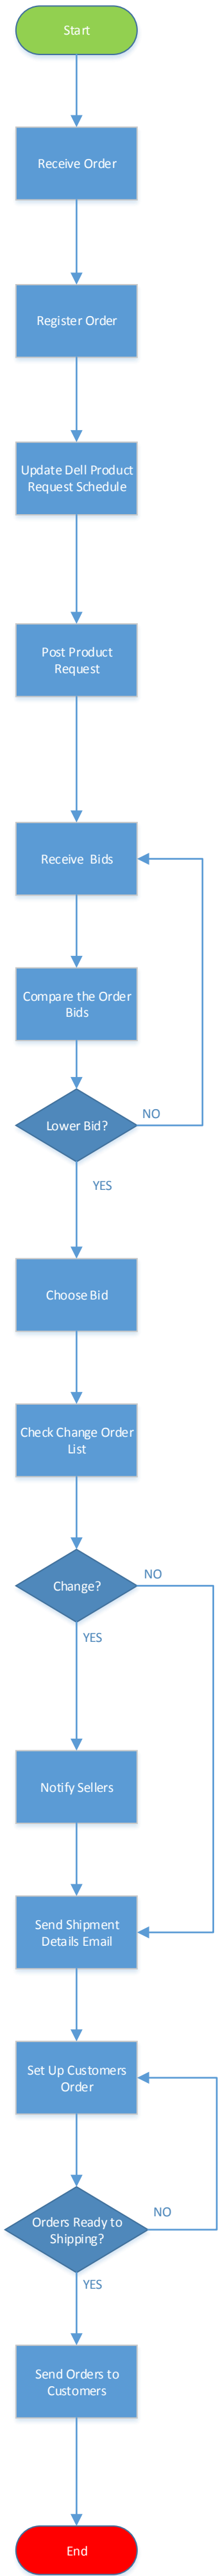 Start
Receive Order
Register Order
Update Dell Product
Request Schedule
Post Product
Request
Receive Bids
Compare the Order
Bids
Lower Bid?
NO
YES
Choose Bid
Check Change Order
List
Change?
NO
YES
Notify Sellers
Send Shipment
Details Email
Set Up Customers
Order
Orders Ready to
Shipping?
NO
YES
Send Orders to
Customers
End